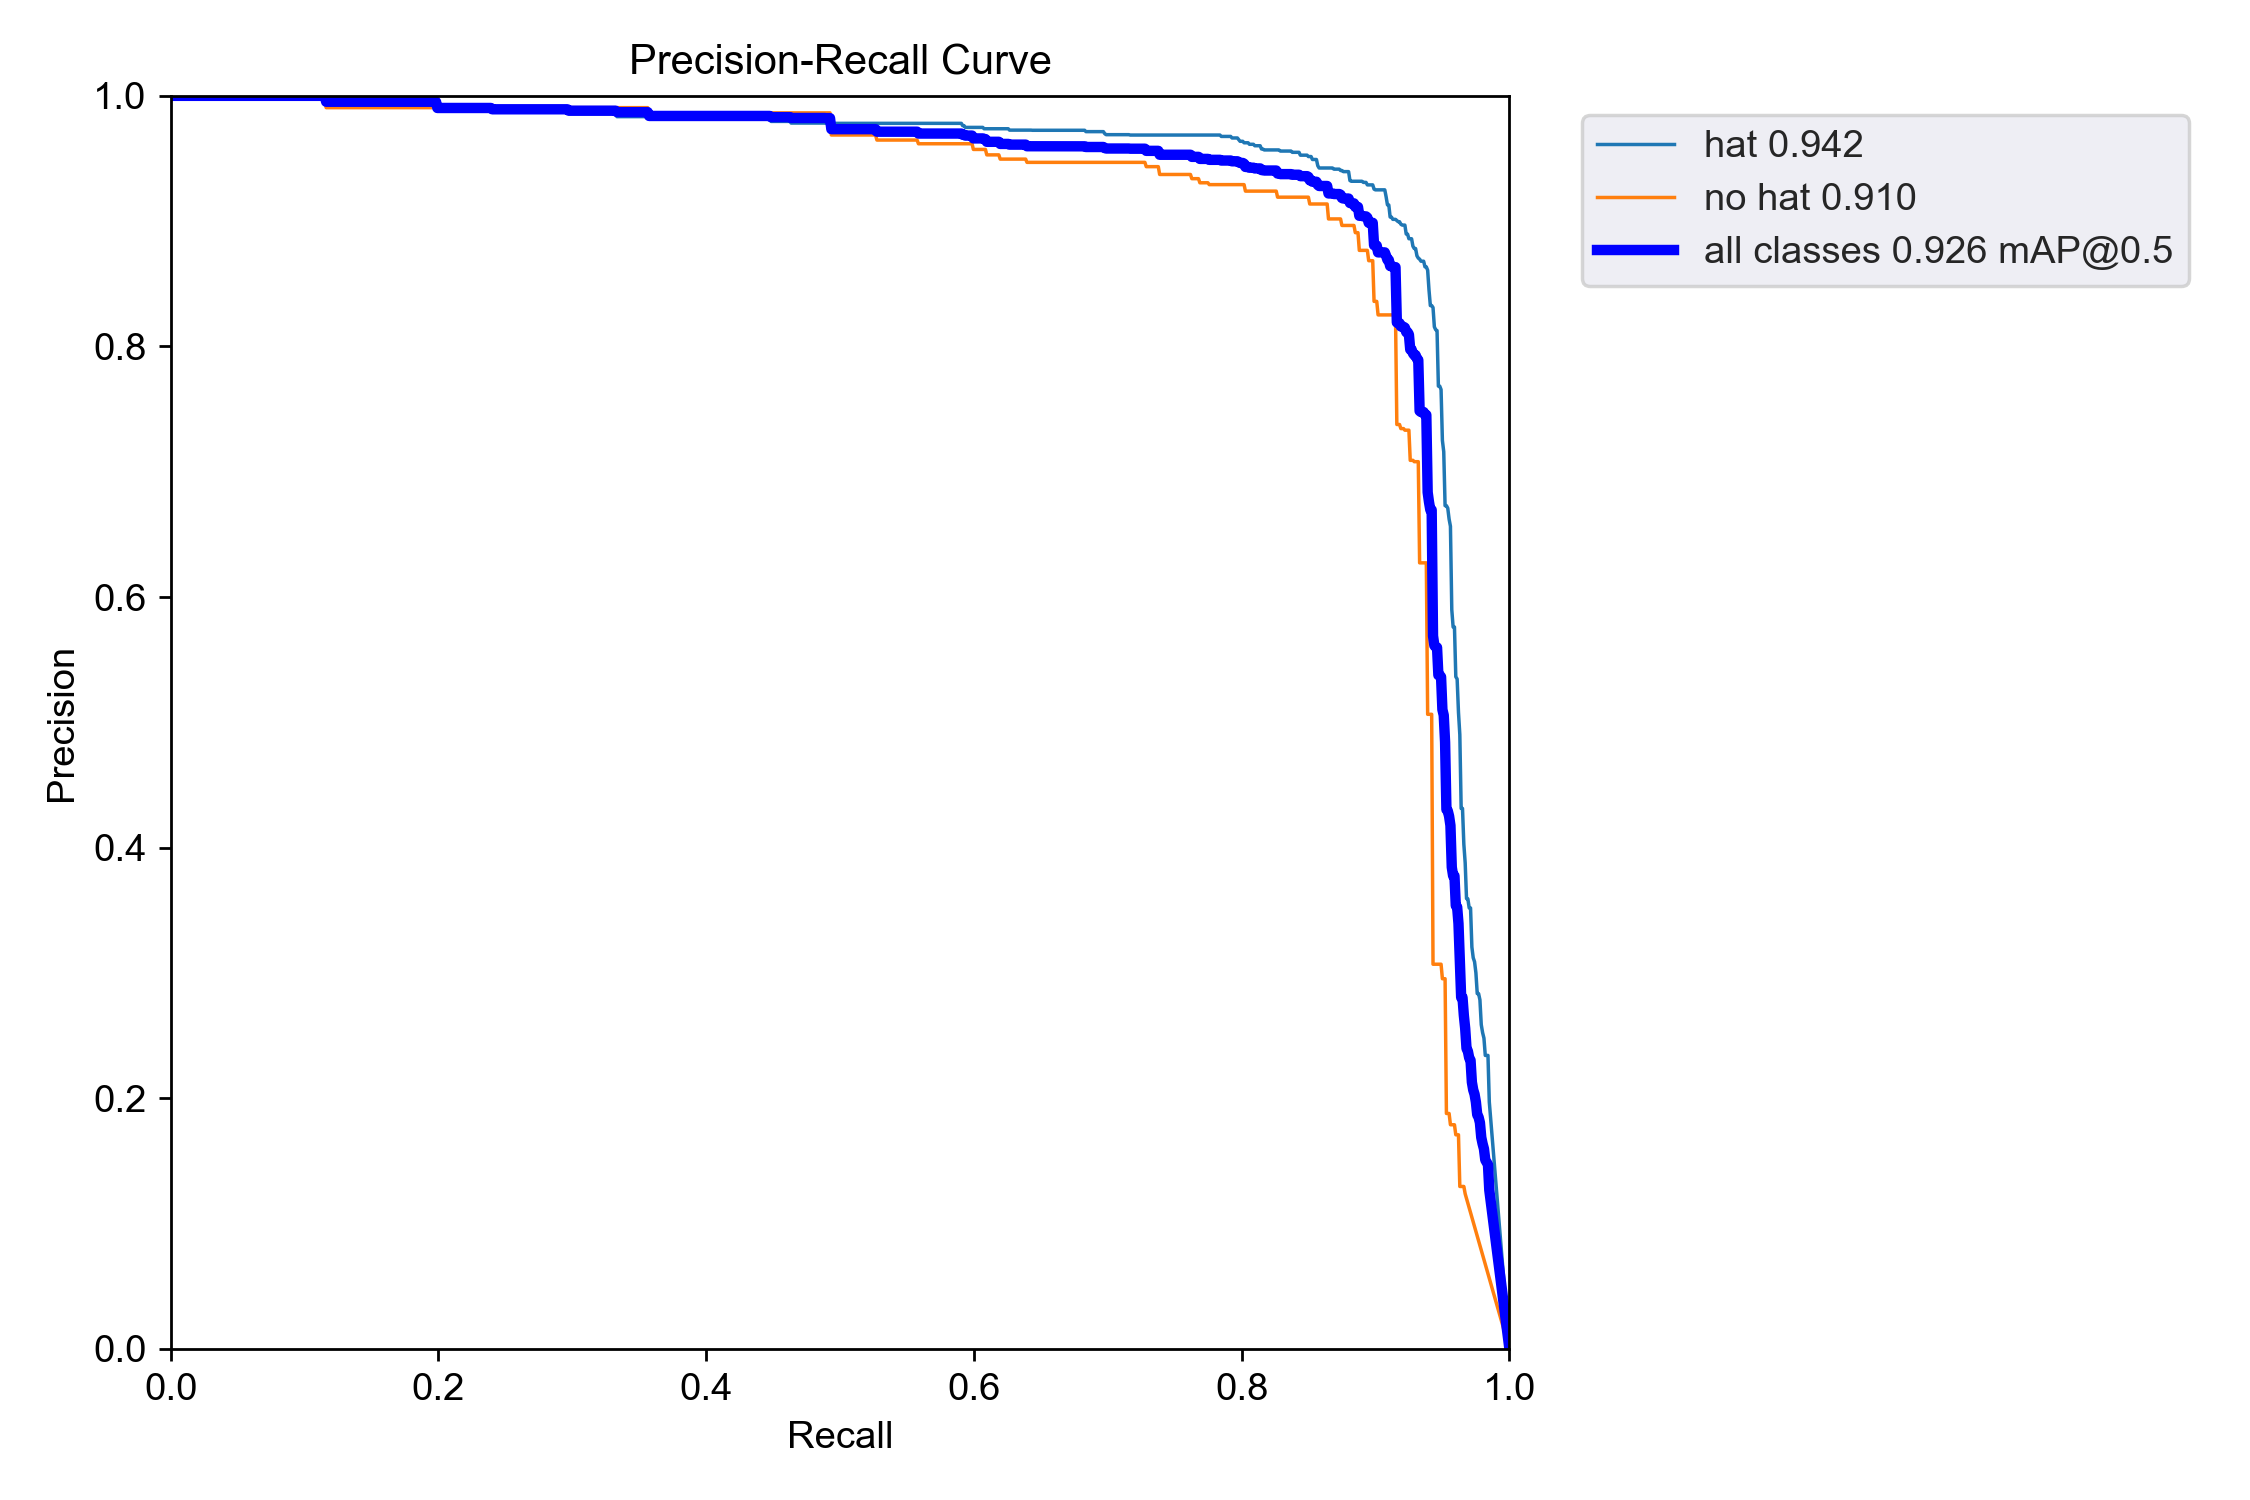 Precision-Recall Curve
1.0
0.8
0.6
0.4
0.2
0.0
Precision
0.0 0.2 0.4 0.6 0.8 1.0
Recall
hat 0.942
no hat 0.910
all classes 0.926 mAP@0.5